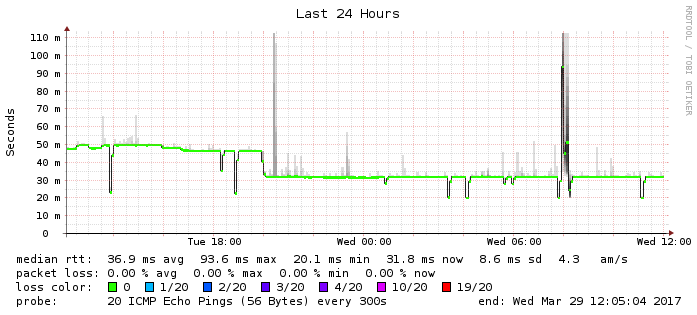 Last 24 Hours
RRDTOOL / TOBI OETIKER
Seconds
110 m
100 m
90 m
80 m
70 m
60 m
50 m
40 m
30 m
20 m
10 m
0
Tue 18:00 Wed 00:00 Wed 06:00 Wed 12:00
median rtt: 36.9 ms avg 93.6 ms max 20.1 ms min 31.8 ms now 8.6 ms sd 4.3 am/s
packet loss: 0.00 % avg 0.00 % max 0.00 % min 0.00 % now
loss color: 0 1/20 2/20 3/20 4/20 10/20 19/20
probe: 20 ICMP Echo Pings (56 Bytes) every 300s end: Wed Mar 29 12:05:04 2017